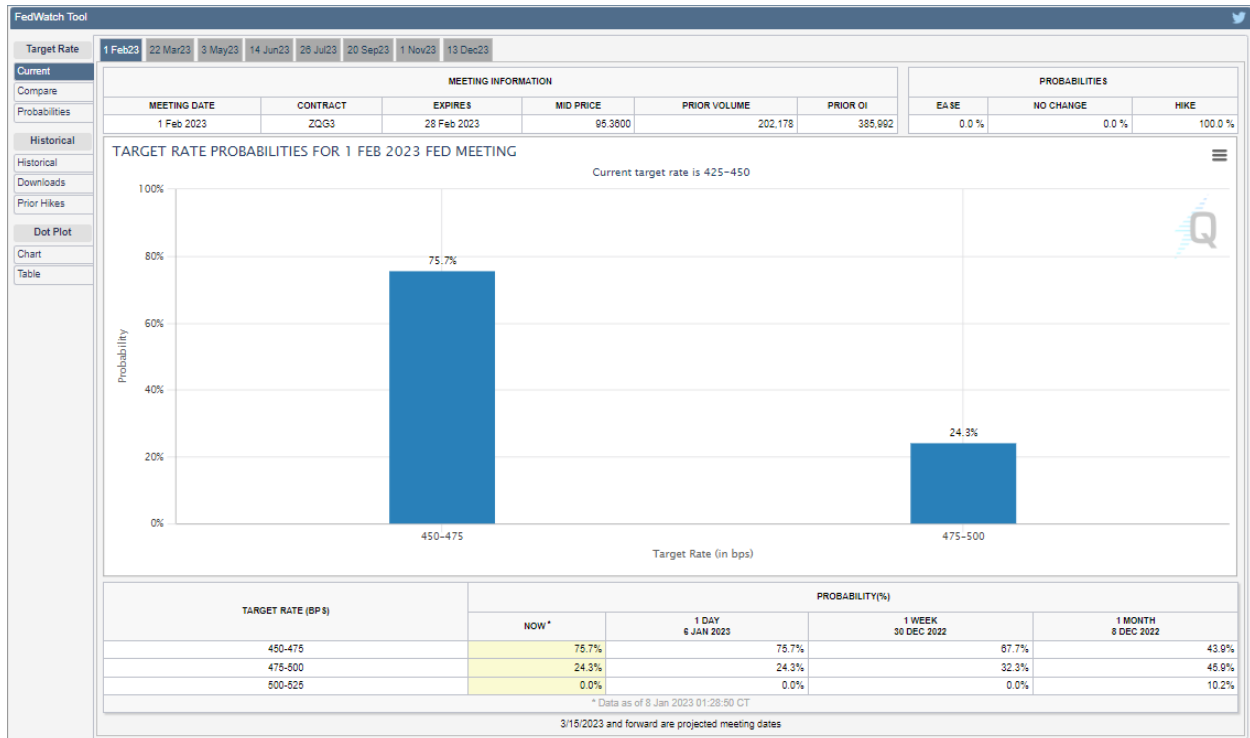 FedWatch Tool
Target Rate
Current
Compare
Probabilities
Historical
Historical
Downloads
Prior Hikes
Dot Plot
Chart
Table
1 Feb23 22 Mar23 3 May23 14 Jun23 26 Jul23 20 Sep23 1 Nov23 13 Dec23
MEETING INFORMATION
MEETING DATE CONTRACT EXPIRES MID PRICE PRIOR VOLUME PRIOR OI
1 Feb 2023 ZQG3 28 Feb 2023 95.3600 202,178 385,992
PROBABILITIES
EASE NO CHANGE HIKE
0.0 % 0.0 % 100.0 %
TARGET RATE PROBABILITIES FOR 1 FEB 2023 FED MEETING
Current target rate is 425-450
Q
Probability
100%
80%
60%
40%
20%
0%
75.7%
24.3%
450-475 475-500
Target Rate (in bps)
TARGET RATE (BPS) PROBABILITY(%)
NOW * 1 DAY 1 WEEK 1 MONTH
6 JAN 2023 30 DEC 2022 8 DEC 2022
450-475 75.7% 75.7% 67.7% 43.9%
475-500 24.3% 24.3% 32.3% 45.9%
500-525 0.0% 0.0% 0.0% 10.2%
* Data as of 8 Jan 2023 01:28:50 CT
3/15/2023 and forward are projected meeting dates